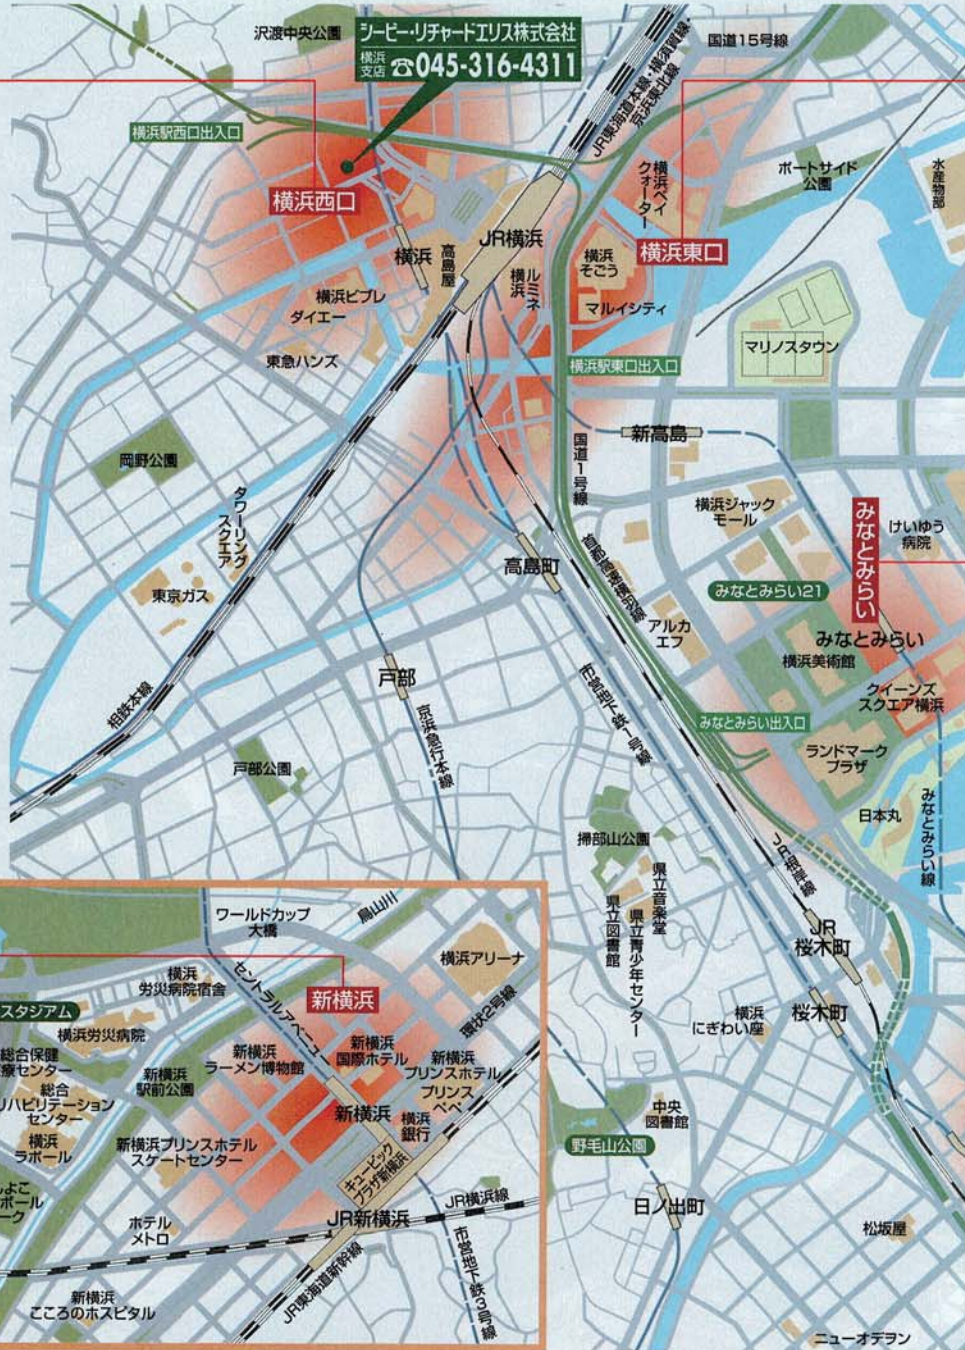 沢渡中央公園
シービー・リチャードエリス株式会社
横浜
支店
☎045-316-4311
国道15号線
JR東海道本線・横須賀線・
京浜東北線
横浜駅西口出入口
横浜西口
横浜ベイ
クォーター
ポートサイド
公園
水産物部
横浜
高島屋
JR横浜
横浜
そごう
横浜東口
ルミネ
横浜
マルイシティ
横浜ビブレ
ダイエー
東急ハンズ
マリノスタウン
横浜駅東口出入口
新高島
岡野公園
国道1号線
タワーリング
スクエア
横浜ジャック
モール
みなとみらい
けいゆう
病院
高島町
首都高速横羽線
東京ガス
みなとみらい21
アルカ
エフ
みなとみらい
横浜美術館
戸部
クィーンズ
スクエア横浜
相鉄本線
京浜急行本線
市営地下鉄1号線
みなとみらい出入口
ランドマーク
プラザ
戸部公園
日本丸
みなとみらい線
掃部山公園
JR根岸線
県立音楽堂
県立図書館
県立青少年センター
JR
桜木町
桜木町
横浜
にぎわい座
中央
図書館
野毛山公園
日ノ出町
松坂屋
ニューオデヲン
ワールドカップ
大橋
鳥山川
横浜アリーナ
横浜
労災病院宿舎
セントラルアベニュー
新横浜
環状2号線
スタジアム
横浜労災病院
総合保健
療センター
総合
リハビリテーション
センター
横浜
ラポール
新横浜
駅前公園
新横浜
ラーメン博物館
新横浜
国際ホテル
新横浜
プリンスホテル
プリンス
ペペ
新横浜
横浜
銀行
新横浜プリンスホテル
スケートセンター
キュービック
プラザ新横浜
よこ
ボール
ーク
ホテル
メトロ
JR新横浜
JR横浜線
JR東海道新幹線
市営地下鉄3号線
新横浜
こころのホスピタル